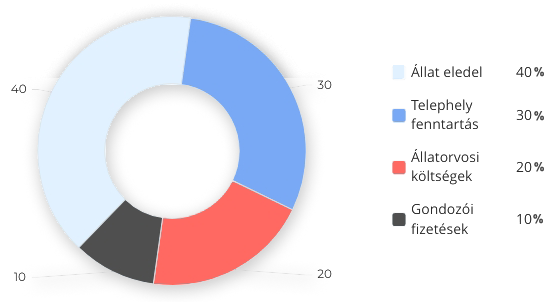 40
30
10
20
Állat eledel 40%
Telephely
fenntartás 30%
Állatorvosi
költségek 20%
Gondozói
fizetések 10%